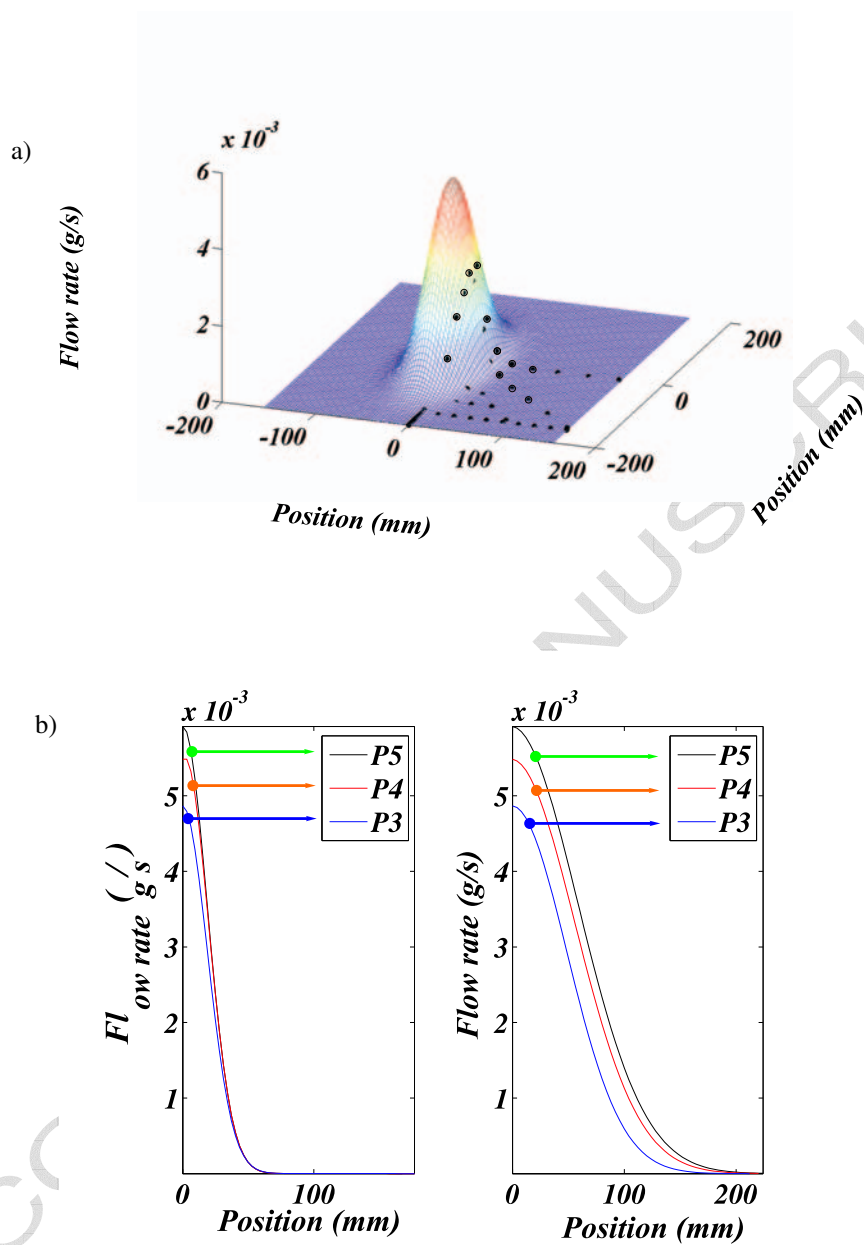 a)
x 10-3
6
4
2
0
Flow rate (g/s)
-200
-100
0
100
200
-200
0
200
Position (mm)
Position (mm)
NUSCRI
b)
x 10-3
5
4
3
2
1
Fl ow rate ( / ) g s
P5
P4
P3
0
100
Position (mm)
x 10-3
5
4
3
2
1
Flow rate (g/s)
P5
P4
P3
0
100
200
Position (mm)
CC